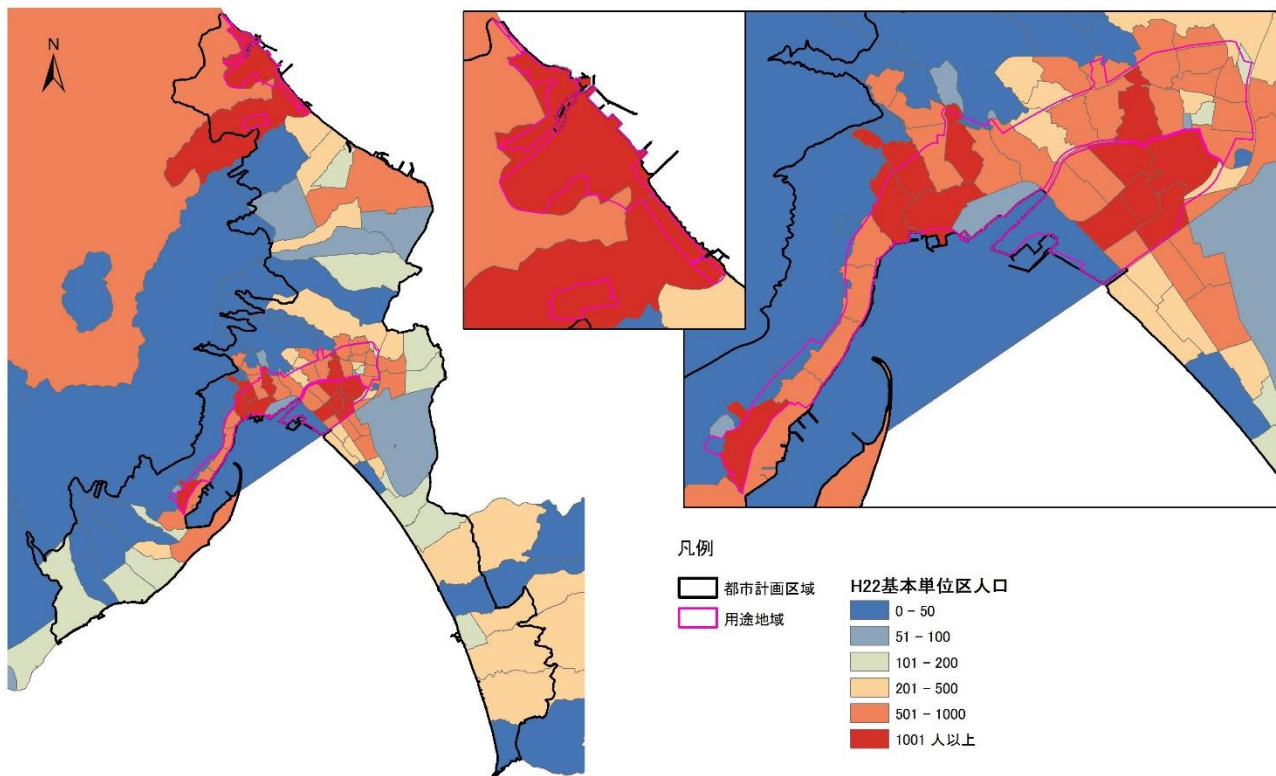 N
凡例
都市計画区域
用途地域
H22基本単位区人口
0 - 50
51 - 100
101 - 200
201 - 500
501 - 1000
1001 人以上